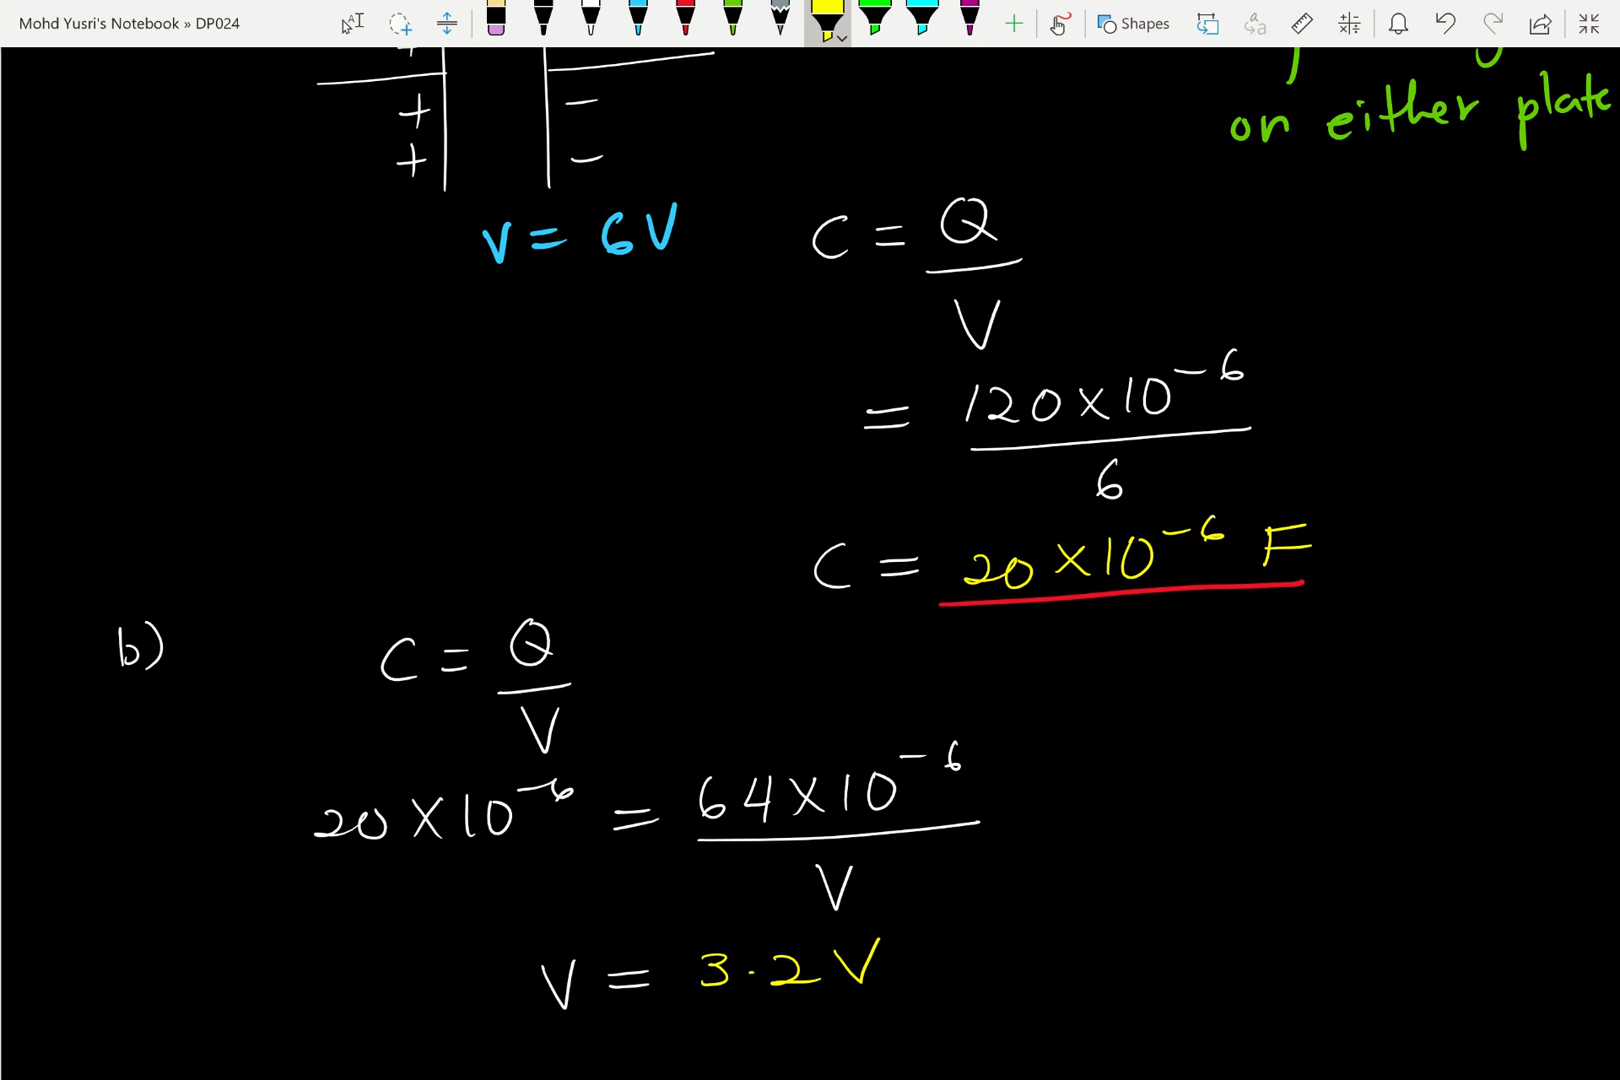 Mohd Yusri's Notebook » DP024
Shapes
on either plate
+ -
+ -
V = 6V
C = Q
V
= 120 × 10⁻⁶
6
C = 20 × 10⁻⁶ F
b) C = Q
V
20 × 10⁻⁶ = 64 × 10⁻⁶
V
V = 3.2 V